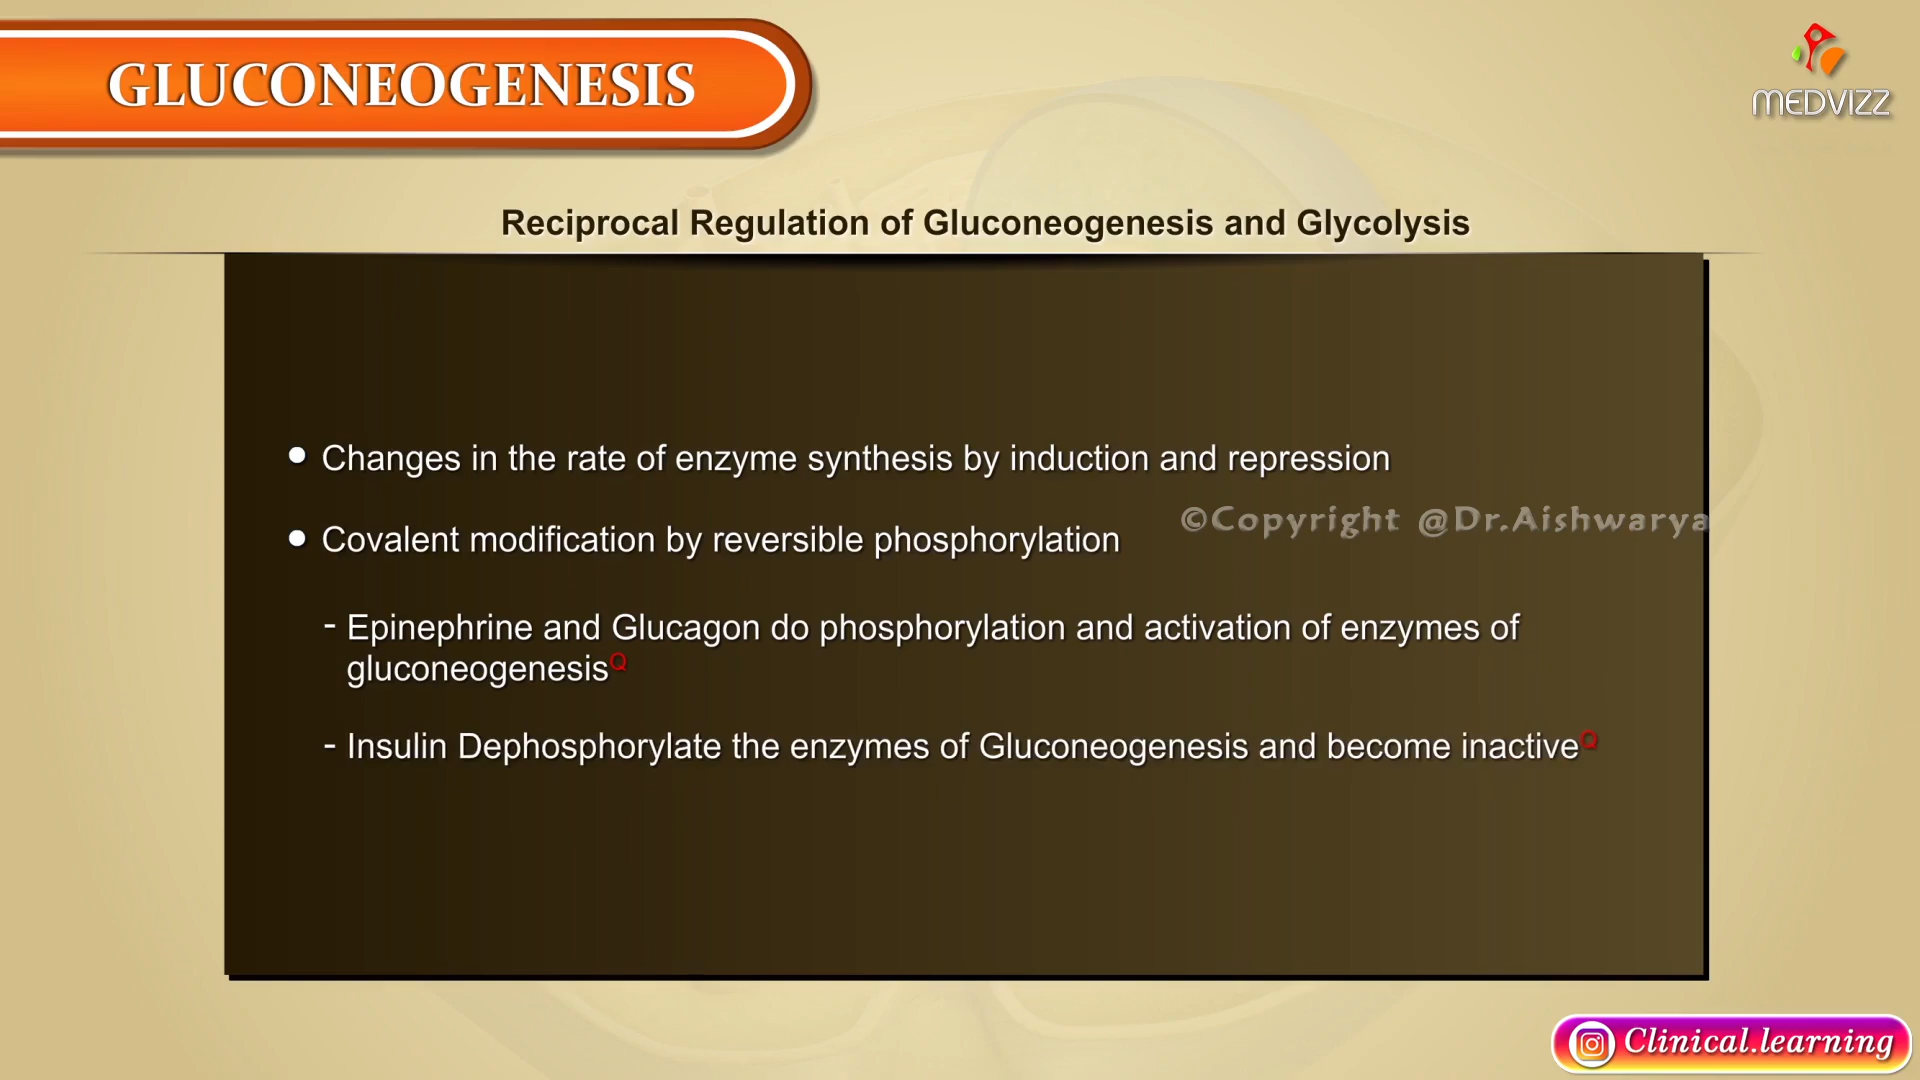 GLUCONEOGENESIS
MEDVIZZ
Reciprocal Regulation of Gluconeogenesis and Glycolysis
• Changes in the rate of enzyme synthesis by induction and repression
©Copyright @Dr.Aishwarya
• Covalent modification by reversible phosphorylation
- Epinephrine and Glucagon do phosphorylation and activation of enzymes of
gluconeogenesisQ
- Insulin Dephosphorylate the enzymes of Gluconeogenesis and become inactiveQ
Clinical.learning